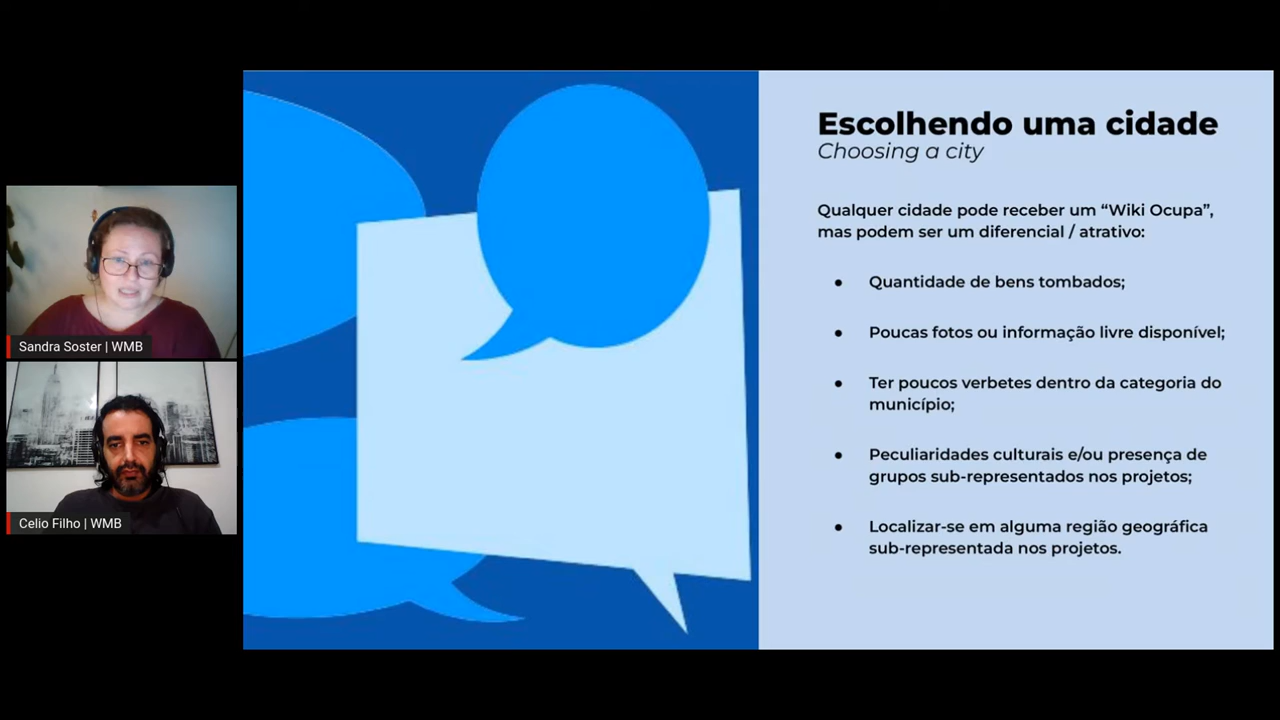 Sandra Soster | WMB
Celio Filho | WMB
Escolhendo uma cidade
Choosing a city
Qualquer cidade pode receber um “Wiki Ocupa”,
mas podem ser um diferencial / atrativo:
● Quantidade de bens tombados;
● Poucas fotos ou informação livre disponível;
● Ter poucos verbetes dentro da categoria do
município;
● Peculiaridades culturais e/ou presença de
grupos sub-representados nos projetos;
● Localizar-se em alguma região geográfica
sub-representada nos projetos.